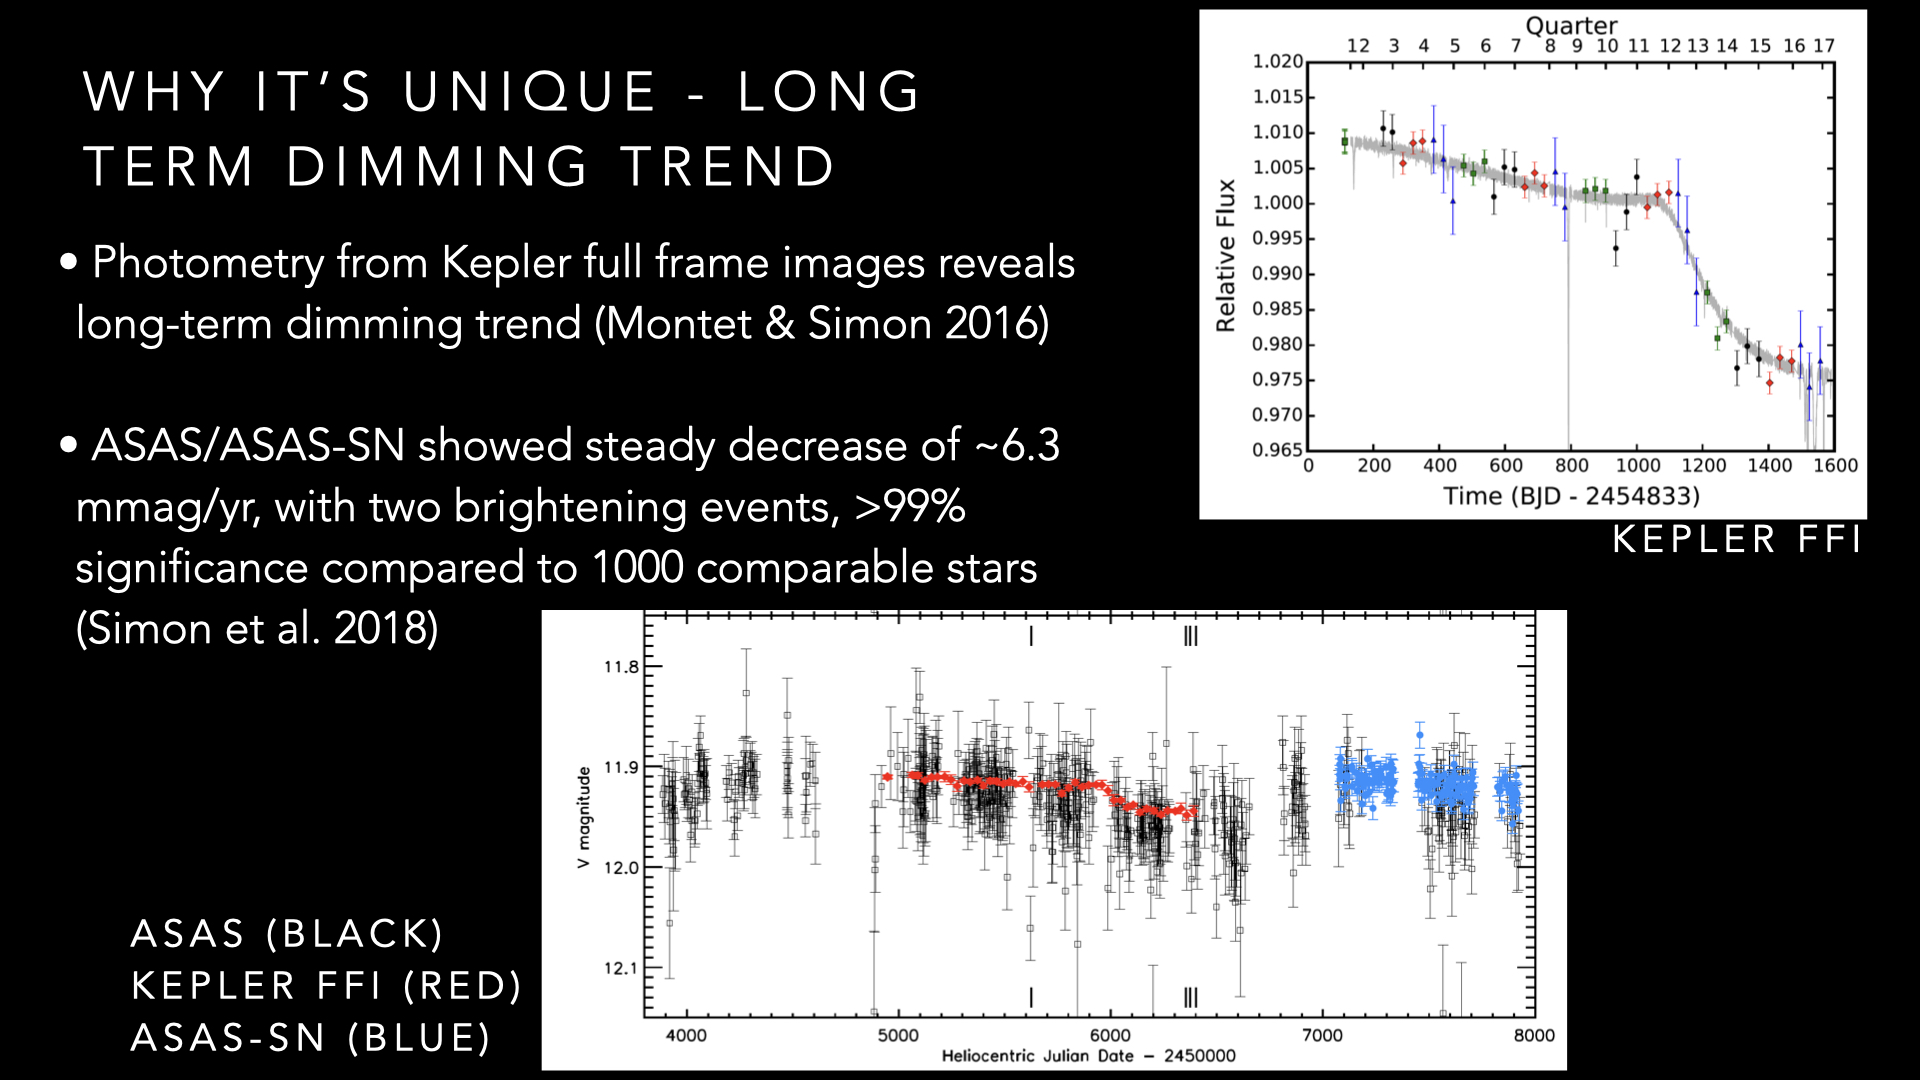 WHY IT’S UNIQUE - LONG
TERM DIMMING TREND
• Photometry from Kepler full frame images reveals
long-term dimming trend (Montet & Simon 2016)
• ASAS/ASAS-SN showed steady decrease of ~6.3
mmag/yr, with two brightening events, >99%
significance compared to 1000 comparable stars
(Simon et al. 2018)
Quarter
1 2 3 4 5 6 7 8 9 10 11 12 13 14 15 16 17
1.020
1.015
1.010
1.005
1.000
0.995
0.990
0.985
0.980
0.975
0.970
0.965
Relative Flux
0 200 400 600 800 1000 1200 1400 1600
Time (BJD - 2454833)
KEPLER FFI
11.8
11.9
12.0
12.1
V magnitude
4000 5000 6000 7000 8000
Heliocentric Julian Date – 2450000
ASAS (BLACK)
KEPLER FFI (RED)
ASAS-SN (BLUE)